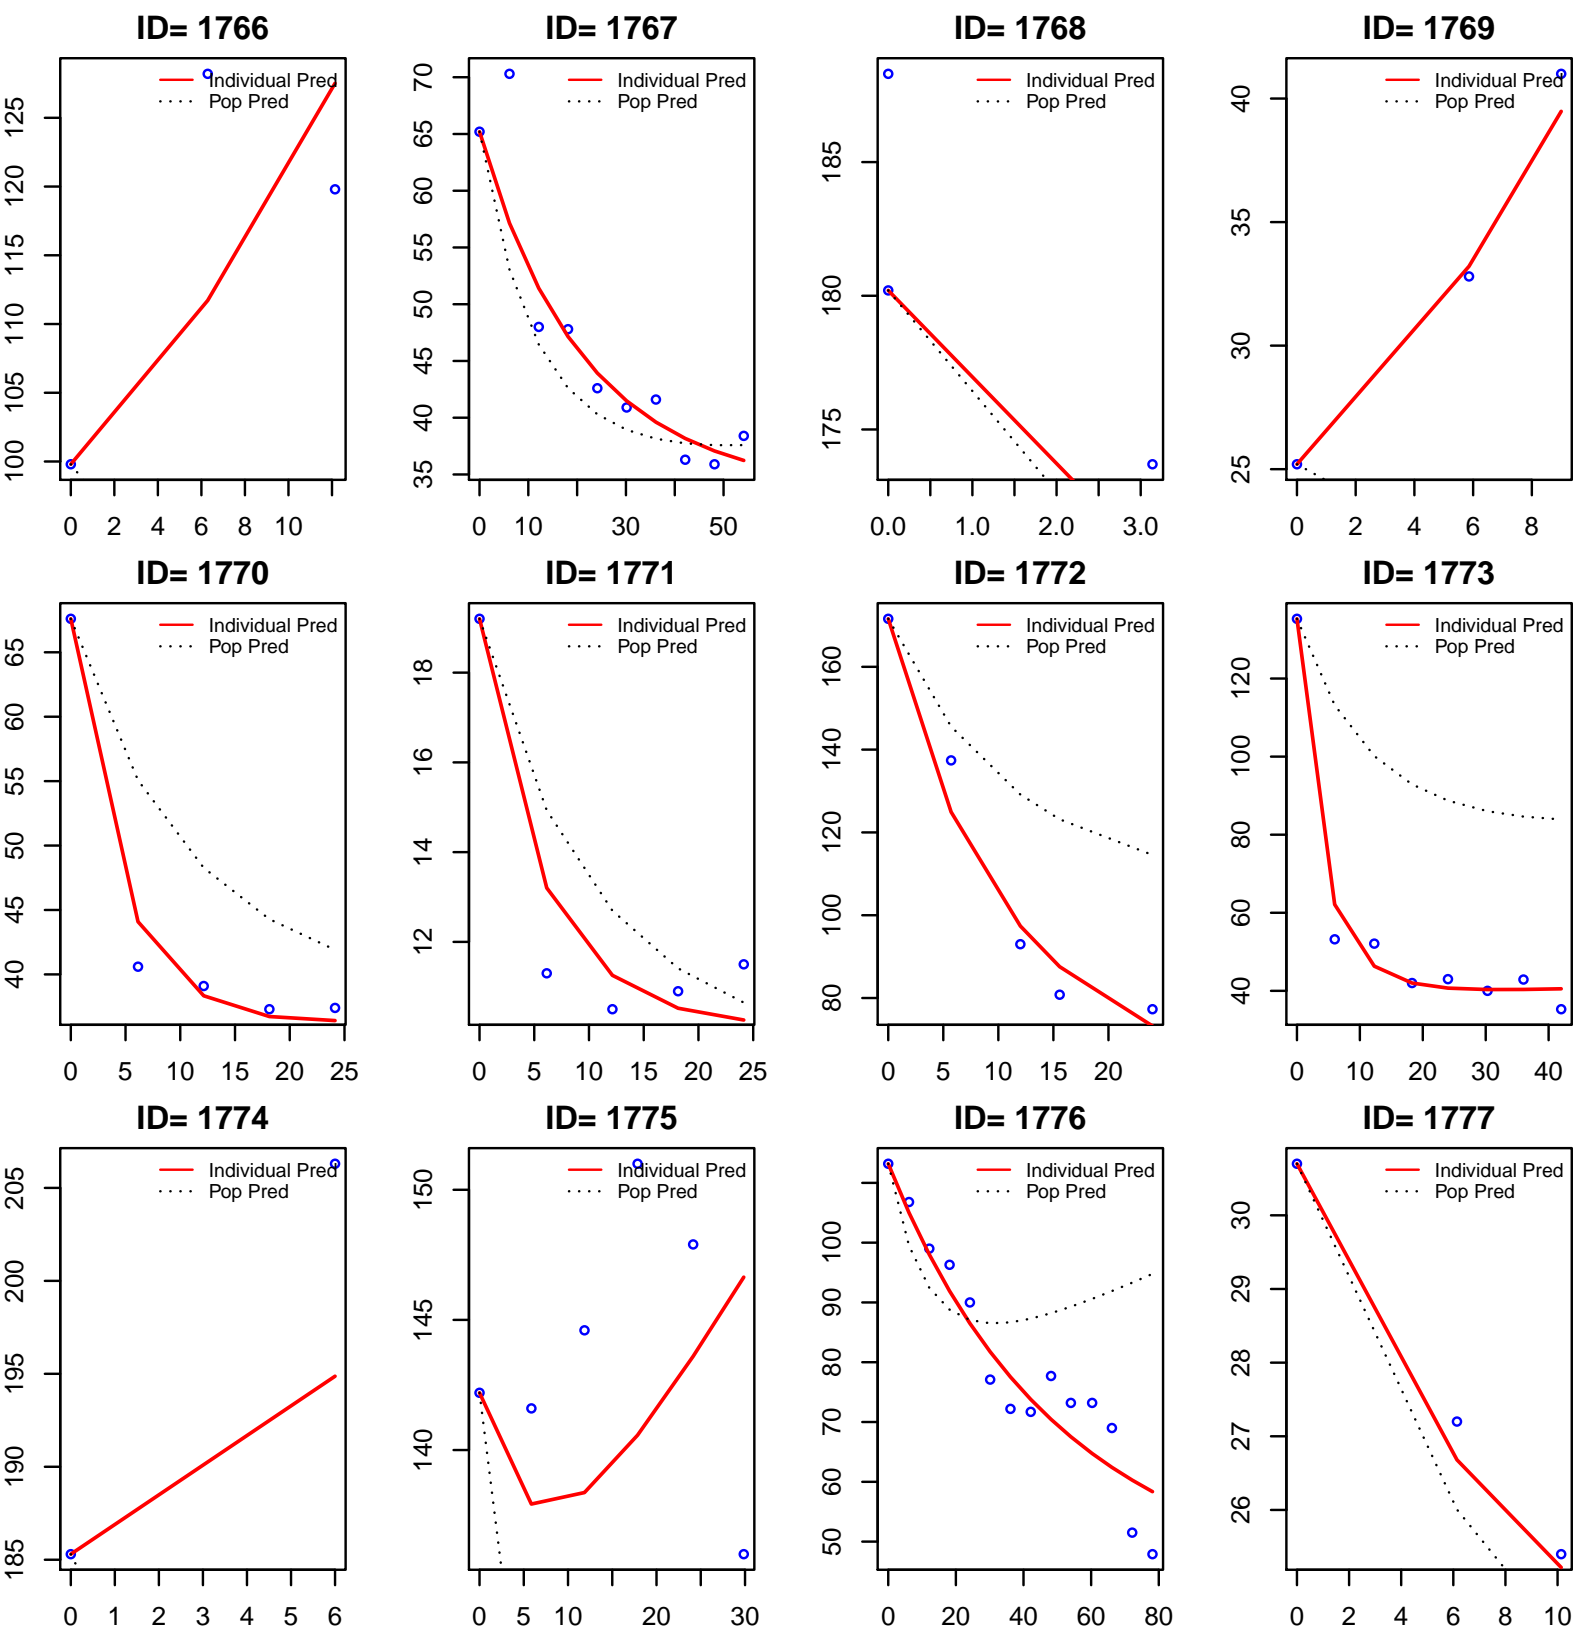 ID= 1766
Individual Pred
Pop Pred
100 105 110 115 120 125
0 2 4 6 8 10
ID= 1767
Individual Pred
Pop Pred
35 40 45 50 55 60 65 70
0 10 30 50
ID= 1768
Individual Pred
Pop Pred
175 180 185
0.0 1.0 2.0 3.0
ID= 1769
Individual Pred
Pop Pred
25 30 35 40
0 2 4 6 8
ID= 1770
Individual Pred
Pop Pred
40 45 50 55 60 65
0 5 10 15 20 25
ID= 1771
Individual Pred
Pop Pred
12 14 16 18
0 5 10 15 20 25
ID= 1772
Individual Pred
Pop Pred
80 100 120 140 160
0 5 10 15 20
ID= 1773
Individual Pred
Pop Pred
40 60 80 100 120
0 10 20 30 40
ID= 1774
Individual Pred
Pop Pred
185 190 195 200 205
0 1 2 3 4 5 6
ID= 1775
Individual Pred
Pop Pred
140 145 150
0 5 10 20 30
ID= 1776
Individual Pred
Pop Pred
50 60 70 80 90 100
0 20 40 60 80
ID= 1777
Individual Pred
Pop Pred
26 27 28 29 30
0 2 4 6 8 10